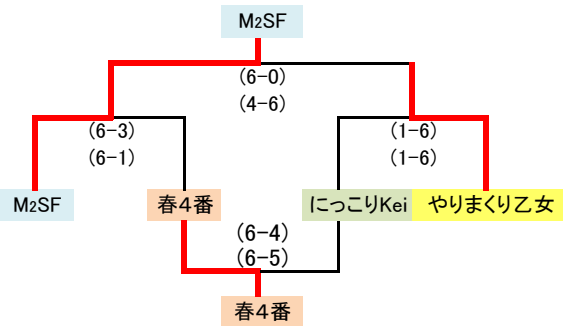 M2SF
(6-0)
(4-6)
(6-3)
(6-1)
(1-6)
(1-6)
M2SF
春4番
にっこりKei
やりまくり乙女
(6-4)
(6-5)
春4番